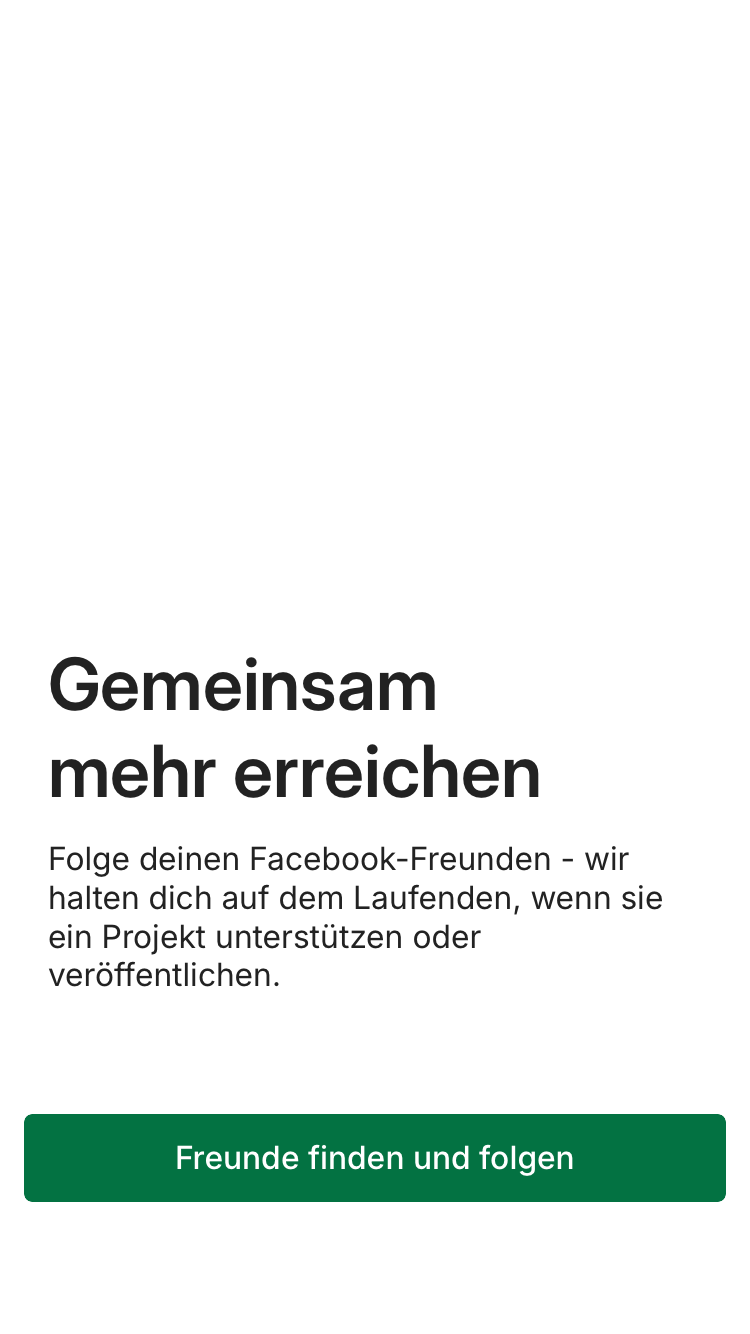 Gemeinsam
mehr erreichen
Folge deinen Facebook-Freunden - wir
halten dich auf dem Laufenden, wenn sie
ein Projekt unterstützen oder
veröffentlichen.
Freunde finden und folgen